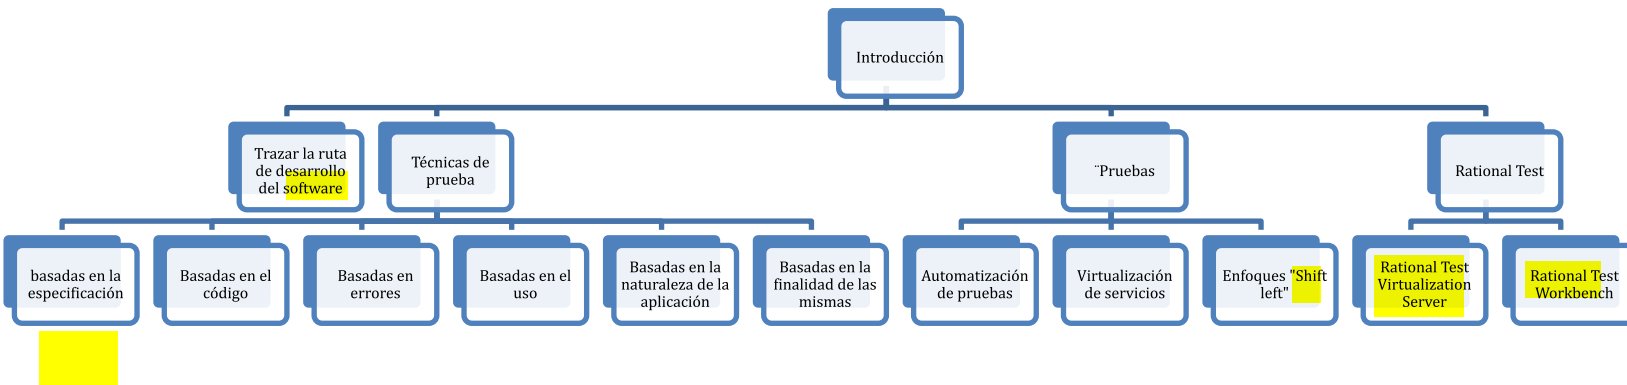 Introducción
Trazar la ruta
de desarrollo
del software
Técnicas de
prueba
¨Pruebas
Rational Test
basadas en la
especificación
Basadas en el
código
Basadas en
errores
Basadas en el
uso
Basadas en la
naturaleza de la
aplicación
Basadas en la
finalidad de las
mismas
Automatización
de pruebas
Virtualización
de servicios
Enfoques "Shift
left"
Rational Test
Virtualization
Server
Rational Test
Workbench